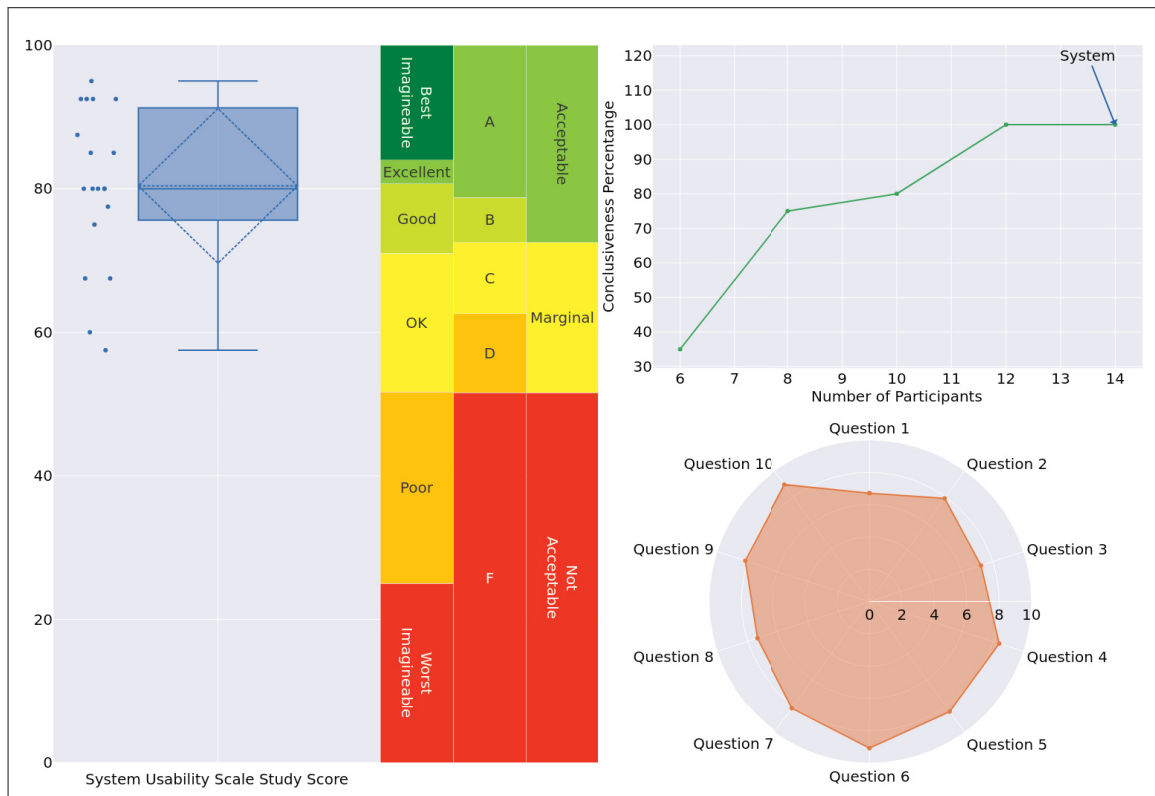 100
80
60
40
20
0
System Usability Scale Study Score
Best
Imagineable
Excellent
Good
OK
Poor
Worst
Imagineable
A
B
C
D
F
Acceptable
Marginal
Not
Acceptable
Conclusiveness Percentange
120
110
100
90
80
70
60
50
40
30
System
6 7 8 9 10 11 12 13 14
Number of Participants
Question 1
Question 2
Question 3
Question 4
Question 5
Question 6
Question 7
Question 8
Question 9
Question 10
0 2 4 6 8 10